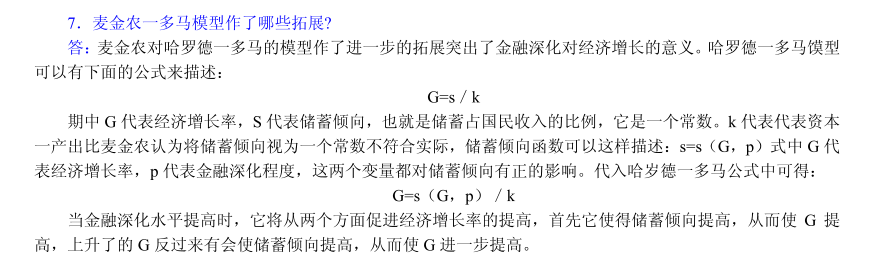 7．麦金农一多马模型作了哪些拓展?
答：麦金农对哈罗德一多马的模型作了进一步的拓展突出了金融深化对经济增长的意义。哈罗德一多马馍型
可以有下面的公式来描述：
G=s / k
期中 G 代表经济增长率，S 代表储蓄倾向，也就是储蓄占国民收入的比例，它是一个常数。k 代表代表资本
一产出比麦金农认为将储蓄倾向视为一个常数不符合实际，储蓄倾向函数可以这样描述：s=s（G，p）式中 G 代
表经济增长率，p 代表金融深化程度，这两个变量都对储蓄倾向有正的影响。代入哈岁德一多马公式中可得：
G=s（G，p）/ k
当金融深化水平提高时，它将从两个方面促进经济增长率的提高，首先它使得储蓄倾向提高，从而使 G 提
高，上升了的 G 反过来有会使储蓄倾向提高，从而使 G 进一步提高。